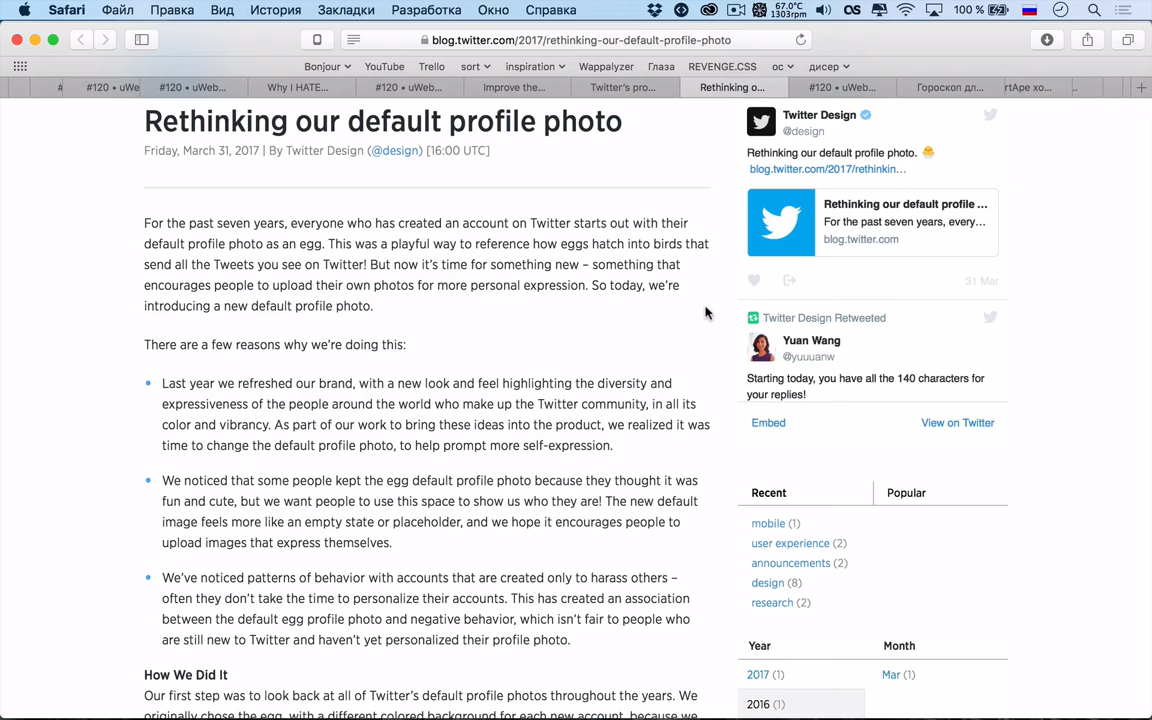 Safari Файл Правка Вид История Закладки Разработка Окно Справка 67.0°C 1303rpm 100 %
blog.twitter.com/2017/rethinking-our-default-profile-photo
Bonjour YouTube Trello sort inspiration Wappalyzer Глаза REVENGE.CSS ос дисер
# #120 • uWe #120 • uWeb... Why I HATE... #120 • uWeb... Improve the... Twitter's pro... Rethinking o... #120 • uWeb... Гороскоп дл... rtApe хо... ..
Rethinking our default profile photo
Friday, March 31, 2017 | By Twitter Design (@design) [16:00 UTC]
For the past seven years, everyone who has created an account on Twitter starts out with their
default profile photo as an egg. This was a playful way to reference how eggs hatch into birds that
send all the Tweets you see on Twitter! But now it's time for something new – something that
encourages people to upload their own photos for more personal expression. So today, we're
introducing a new default profile photo.
There are a few reasons why we're doing this:
Last year we refreshed our brand, with a new look and feel highlighting the diversity and
expressiveness of the people around the world who make up the Twitter community, in all its
color and vibrancy. As part of our work to bring these ideas into the product, we realized it was
time to change the default profile photo, to help prompt more self-expression.
We noticed that some people kept the egg default profile photo because they thought it was
fun and cute, but we want people to use this space to show us who they are! The new default
image feels more like an empty state or placeholder, and we hope it encourages people to
upload images that express themselves.
We've noticed patterns of behavior with accounts that are created only to harass others –
often they don't take the time to personalize their accounts. This has created an association
between the default egg profile photo and negative behavior, which isn't fair to people who
are still new to Twitter and haven't yet personalized their profile photo.
How We Did It
Our first step was to look back at all of Twitter's default profile photos throughout the years. We
originally chose the egg, with a different colored background for each new account, because we
Twitter Design
@design
Rethinking our default profile photo.
blog.twitter.com/2017/rethinkin…
Rethinking our default profile ...
For the past seven years, every...
blog.twitter.com
31 Mar
Twitter Design Retweeted
Yuan Wang
@yuuuanw
Starting today, you have all the 140 characters for
your replies!
Embed View on Twitter
Recent Popular
mobile (1)
user experience (2)
announcements (2)
design (8)
research (2)
Year Month
2017 (1) Mar (1)
2016 (1)